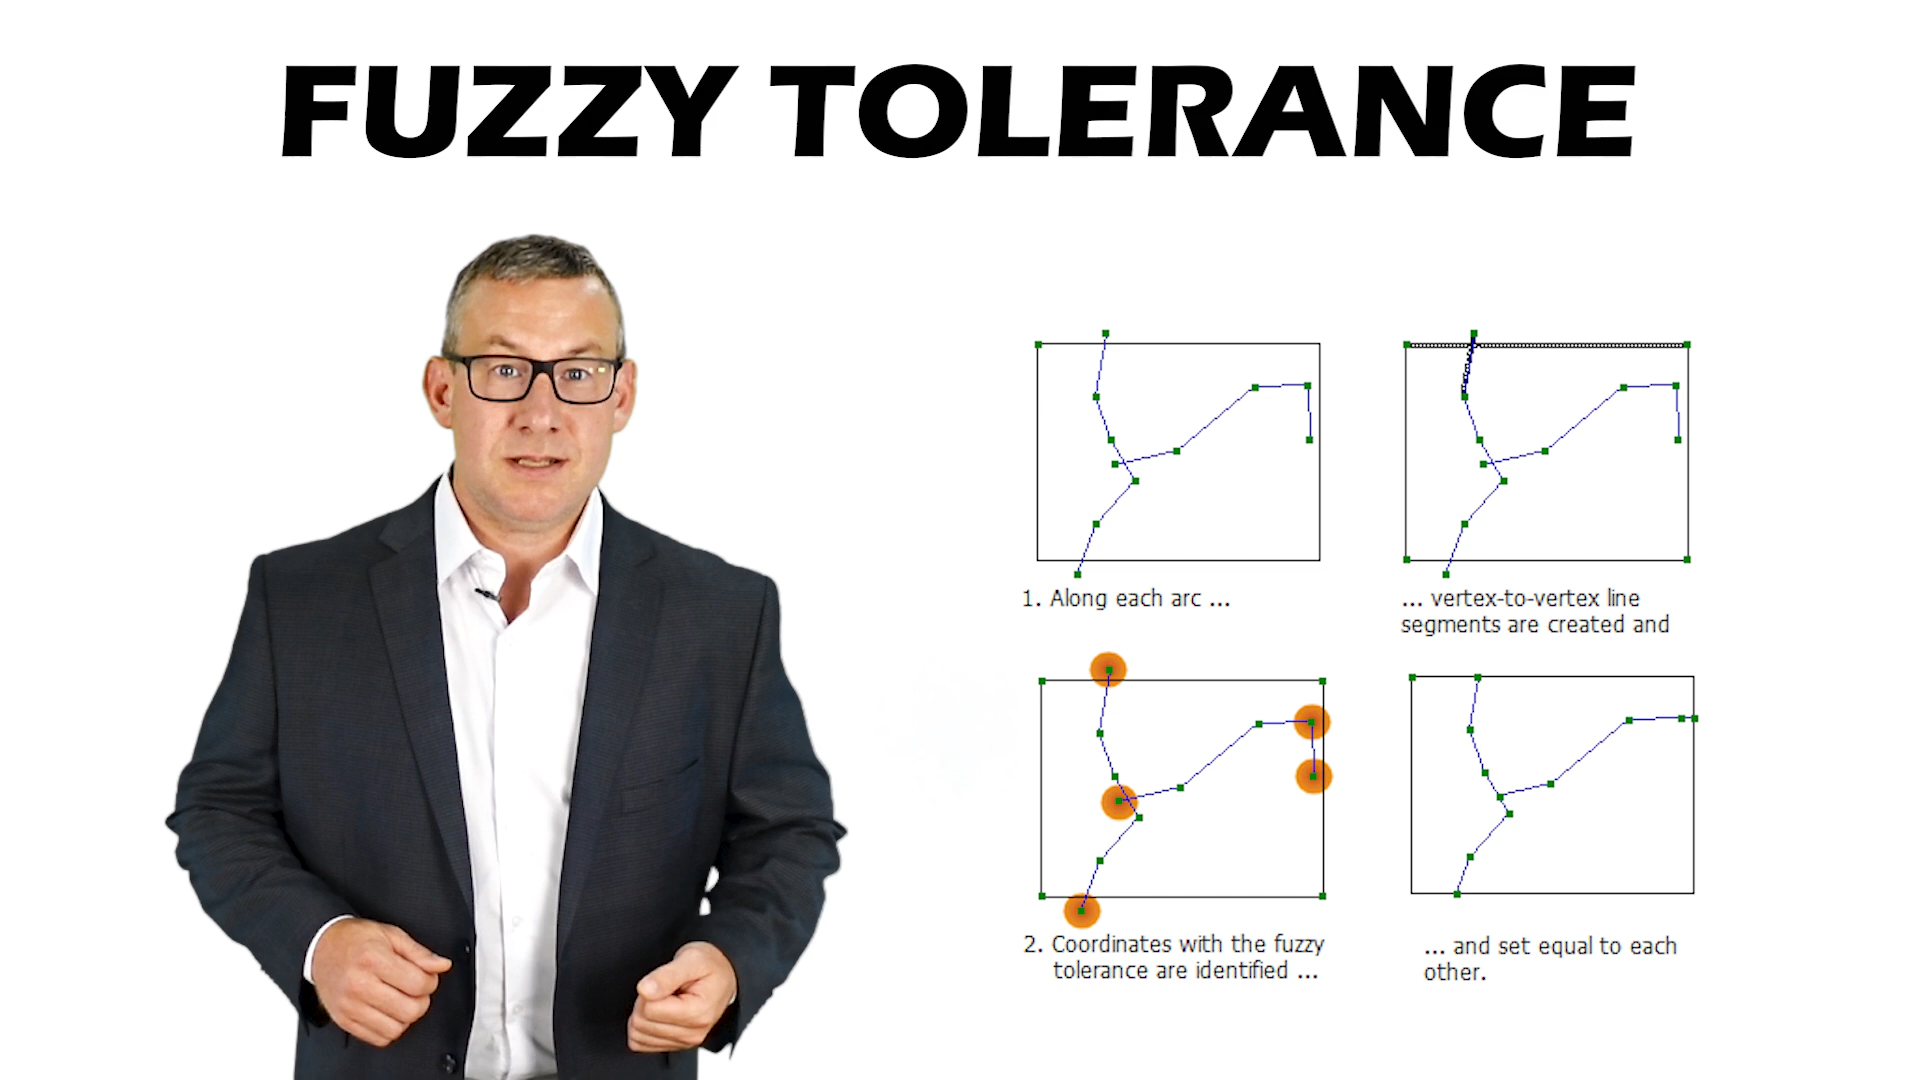 FUZZY TOLERANCE
1. Along each arc ...
... vertex-to-vertex line
segments are created and
2. Coordinates with the fuzzy
tolerance are identified ...
... and set equal to each
other.